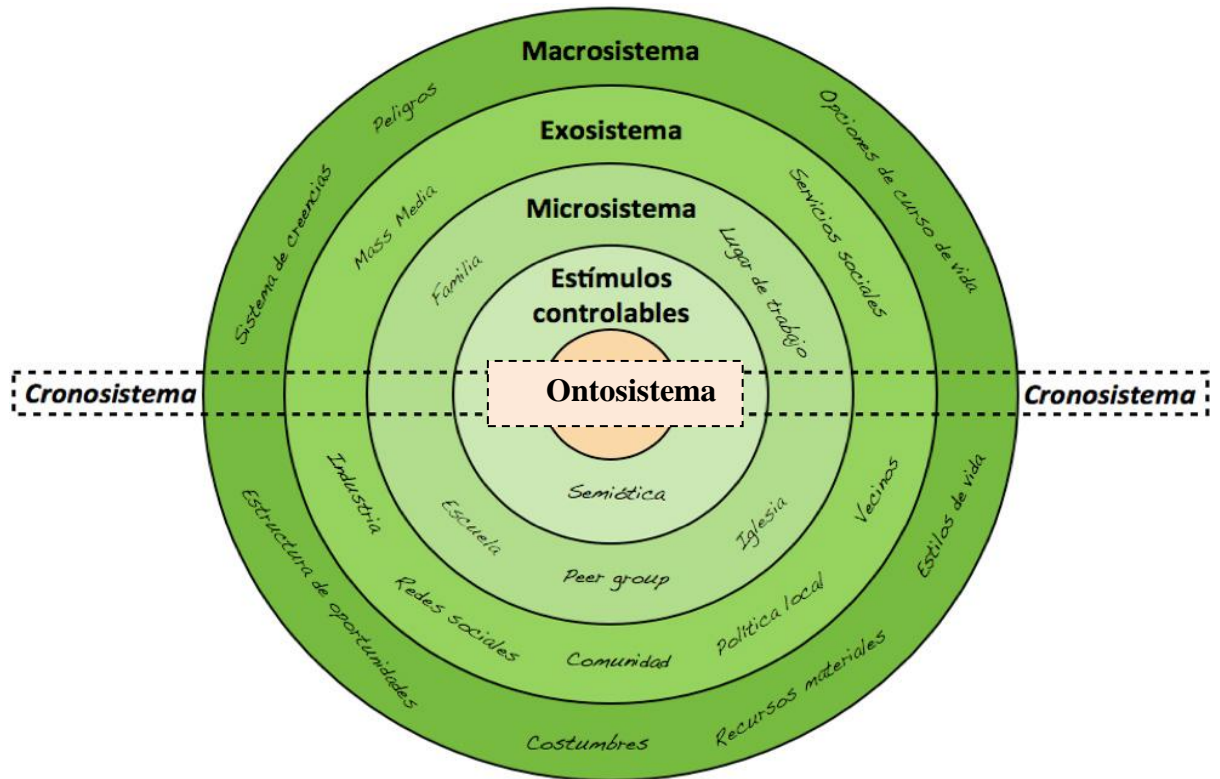 Macrosistema
Peligros
Opciones de curso de vida
Sistema de creencias
Exosistema
Mass Media
Servicios sociales
Microsistema
Familia
Lugar de trabajo
Estímulos
controlables
Cronosistema
Ontosistema
Cronosistema
Semiótica
Industria
Escuela
Iglesia
Vecinos
Estilos de vida
Estructura de oportunidades
Peer group
Redes sociales
Comunidad
Política local
Recursos materiales
Costumbres